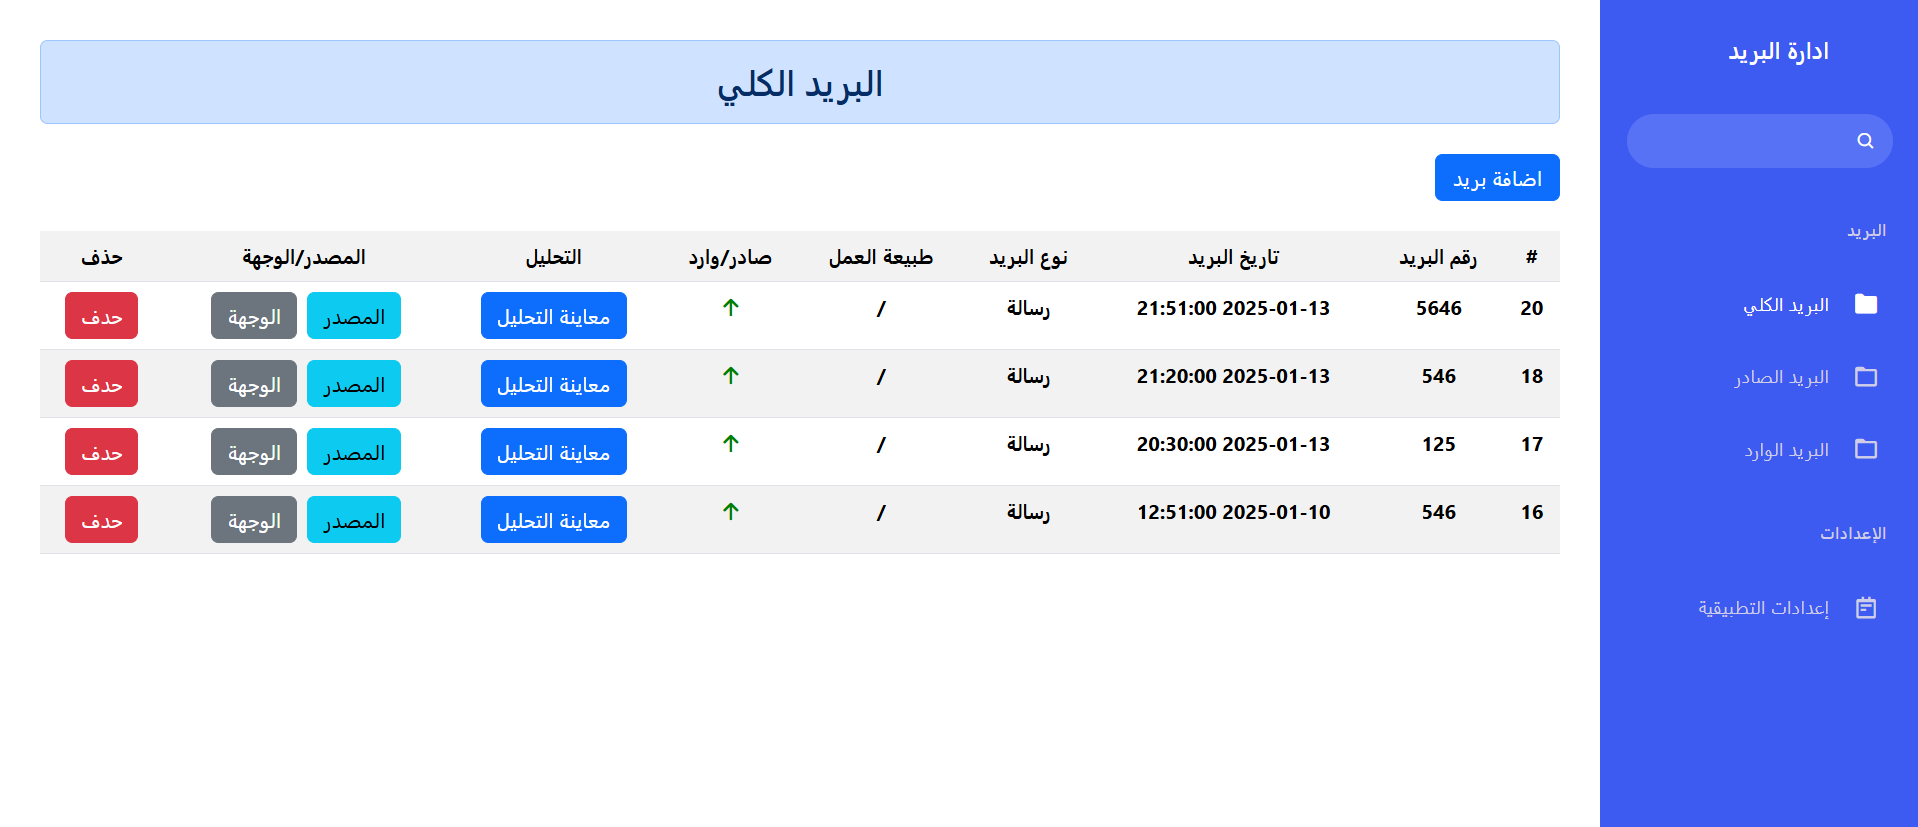 ادارة البريد
البريد
البريد الكلي
البريد الصادر
البريد الوارد
الإعدادات
إعدادات التطبيقية
البريد الكلي
اضافة بريد
# رقم البريد تاريخ البريد نوع البريد طبيعة العمل صادر/وارد التحليل المصدر/الوجهة حذف
20 5646 2025-01-13 21:51:00 رسالة / ↑ معاينة التحليل المصدر الوجهة حذف
18 546 2025-01-13 21:20:00 رسالة / ↑ معاينة التحليل المصدر الوجهة حذف
17 125 2025-01-13 20:30:00 رسالة / ↑ معاينة التحليل المصدر الوجهة حذف
16 546 2025-01-10 12:51:00 رسالة / ↑ معاينة التحليل المصدر الوجهة حذف